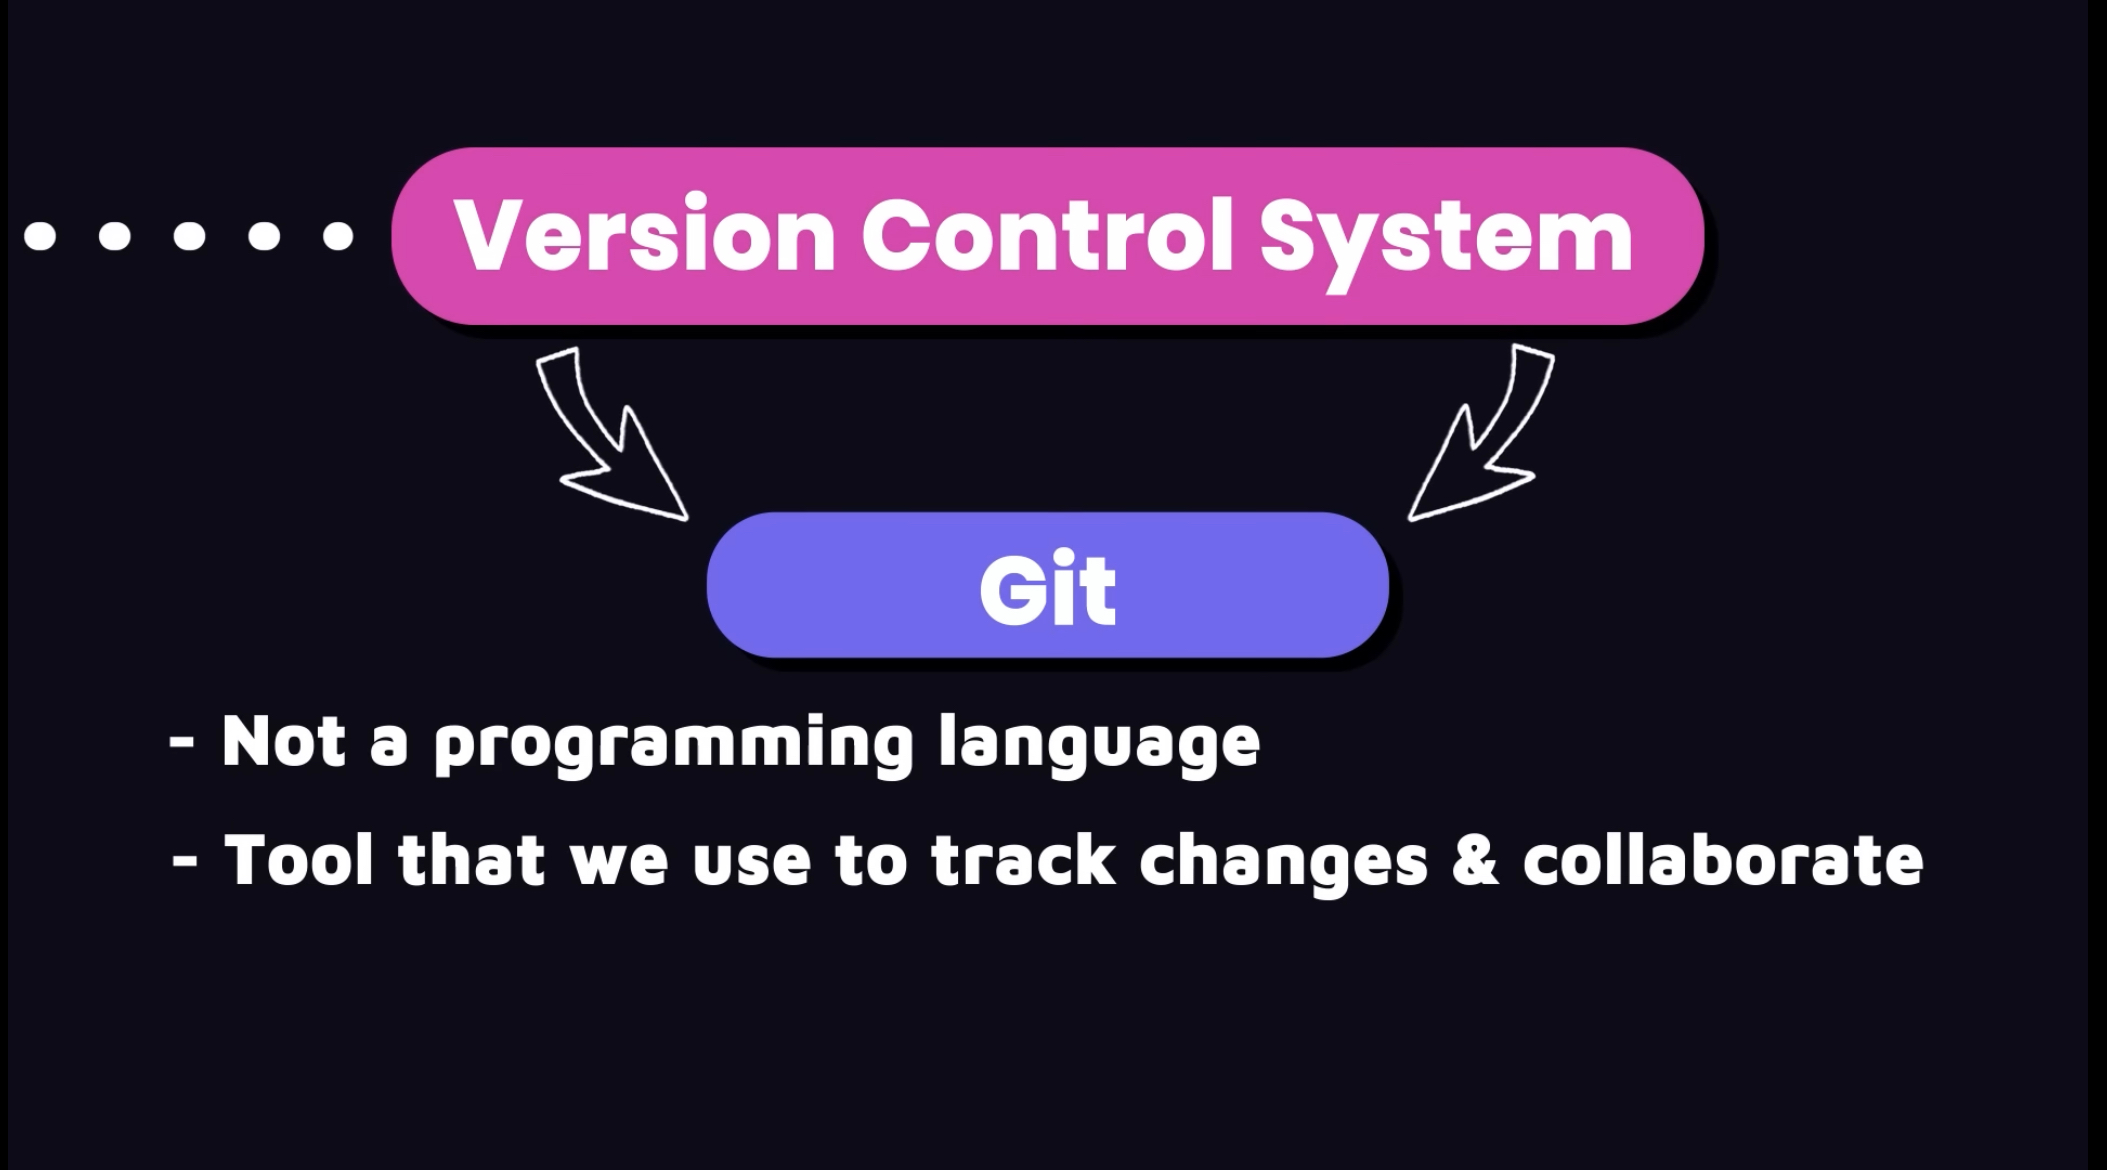 Version Control System
Git
- Not a programming language
- Tool that we use to track changes & collaborate